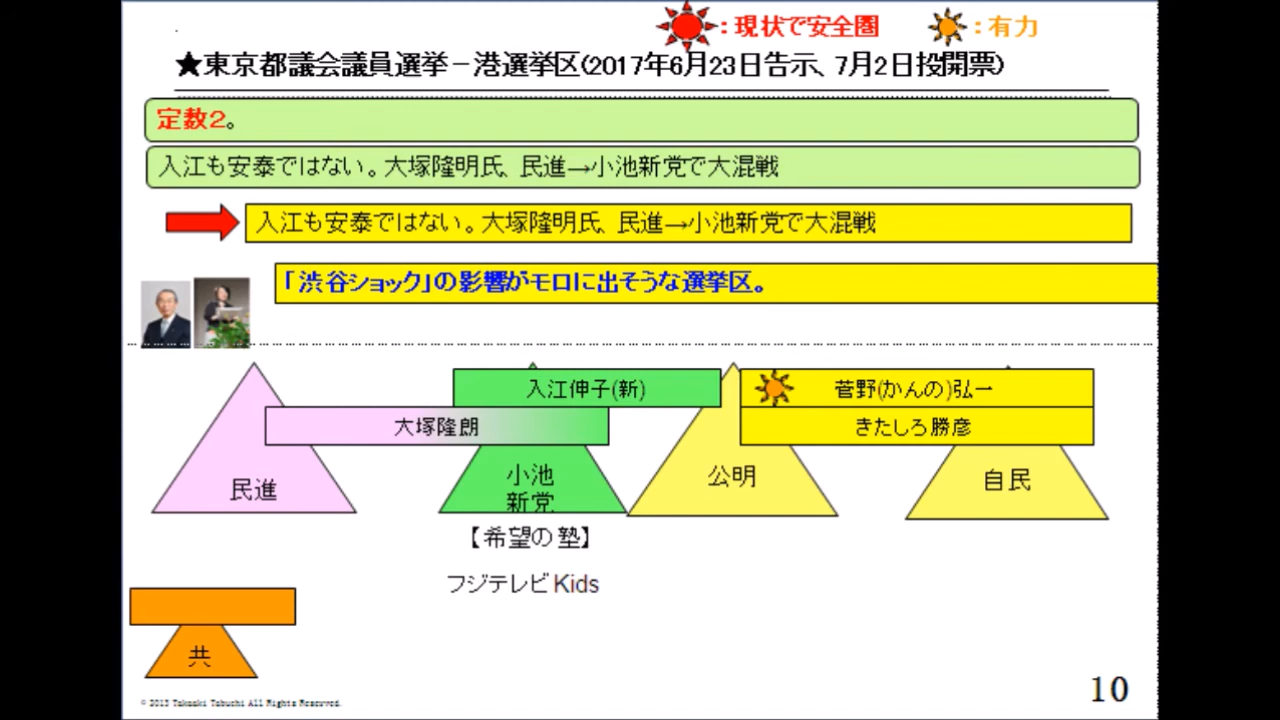 ：現状で安全圏
：有力
★東京都議会議員選挙－港選挙区(2017年6月23日告示、7月2日投開票)
定数２。
入江も安泰ではない。大塚隆明氏、民進→小池新党で大混戦
入江も安泰ではない。大塚隆明氏、民進→小池新党で大混戦
「渋谷ショック」の影響がモロに出そうな選挙区。
入江伸子(新)
菅野(かんの)弘一
大塚隆朗
きたしろ勝彦
民進
小池
新党
公明
自民
【希望の塾】
フジテレビKids
共
© 2013 Takaaki Tabuchi All Rights Reserved.
10